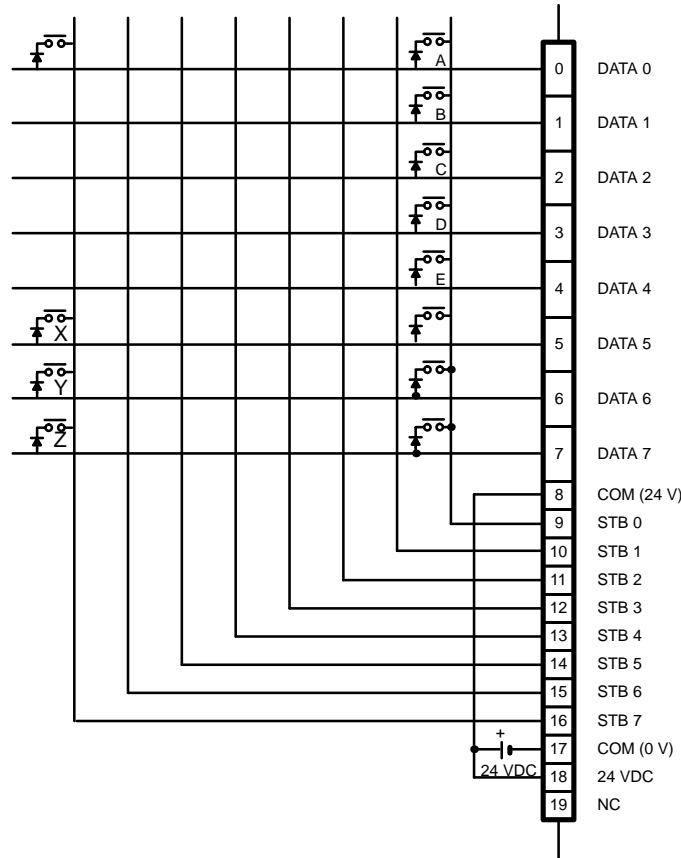 A
0 DATA 0
B
1 DATA 1
C
2 DATA 2
D
3 DATA 3
E
4 DATA 4
X
5 DATA 5
Y
6 DATA 6
Z
7 DATA 7
8 COM (24 V)
9 STB 0
10 STB 1
11 STB 2
12 STB 3
13 STB 4
14 STB 5
15 STB 6
16 STB 7
+
17 COM (0 V)
24 VDC
18 24 VDC
19 NC